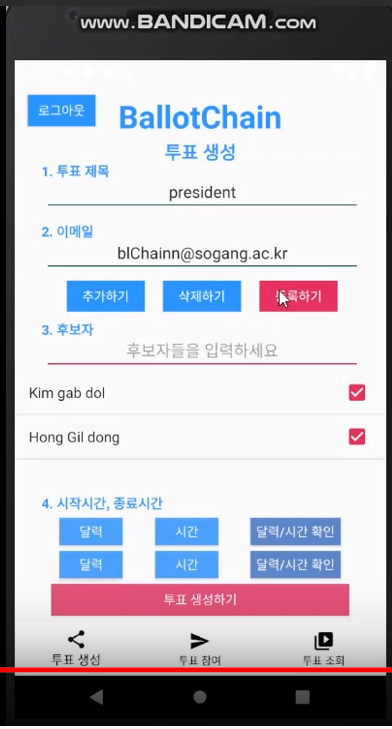 www.BANDICAM.com
로그아웃
BallotChain
투표 생성
1. 투표 제목
president
2. 이메일
blChainn@sogang.ac.kr
추가하기 삭제하기 등록하기
3. 후보자
후보자들을 입력하세요
Kim gab dol
Hong Gil dong
4. 시작시간, 종료시간
달력 시간 달력/시간 확인
달력 시간 달력/시간 확인
투표 생성하기
투표 생성 투표 참여 투표 조회